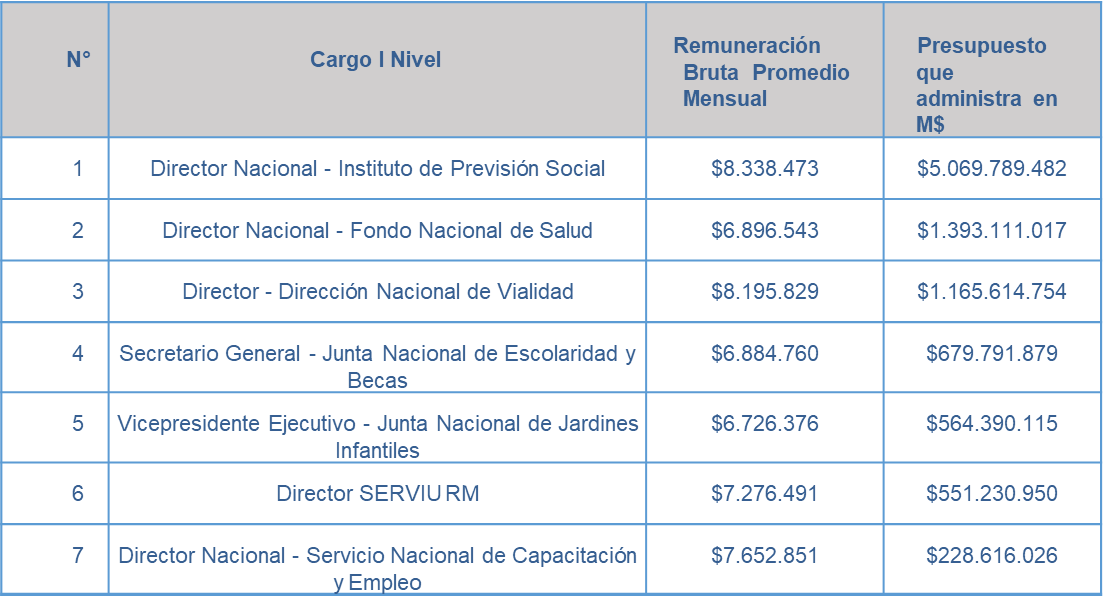 N°
Cargo I Nivel
Remuneración
Bruta Promedio
Mensual
Presupuesto
que
administra en
M$
1
Director Nacional - Instituto de Previsión Social
$8.338.473
$5.069.789.482
2
Director Nacional - Fondo Nacional de Salud
$6.896.543
$1.393.111.017
3
Director - Dirección Nacional de Vialidad
$8.195.829
$1.165.614.754
4
Secretario General - Junta Nacional de Escolaridad y
Becas
$6.884.760
$679.791.879
5
Vicepresidente Ejecutivo - Junta Nacional de Jardines
Infantiles
$6.726.376
$564.390.115
6
Director SERVIU RM
$7.276.491
$551.230.950
7
Director Nacional - Servicio Nacional de Capacitación
y Empleo
$7.652.851
$228.616.026